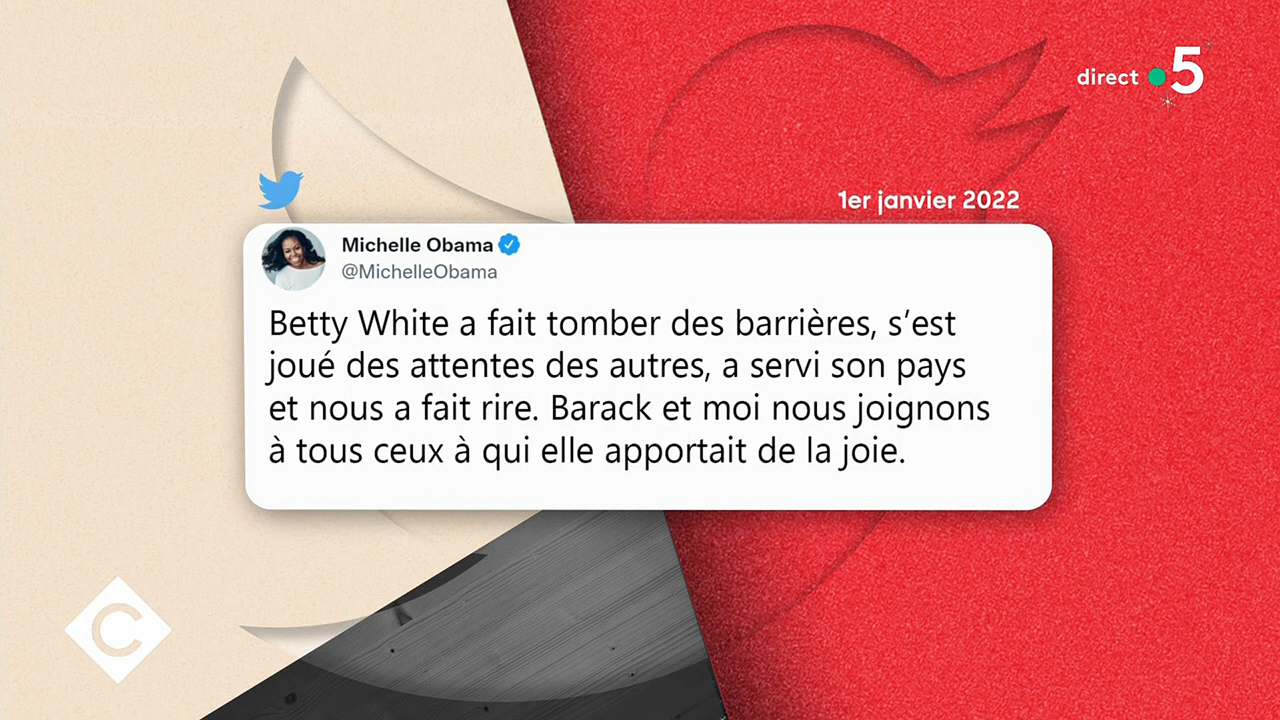 direct 5
1er janvier 2022
Michelle Obama
@MichelleObama
Betty White a fait tomber des barrières, s’est
joué des attentes des autres, a servi son pays
et nous a fait rire. Barack et moi nous joignons
à tous ceux à qui elle apportait de la joie.
C